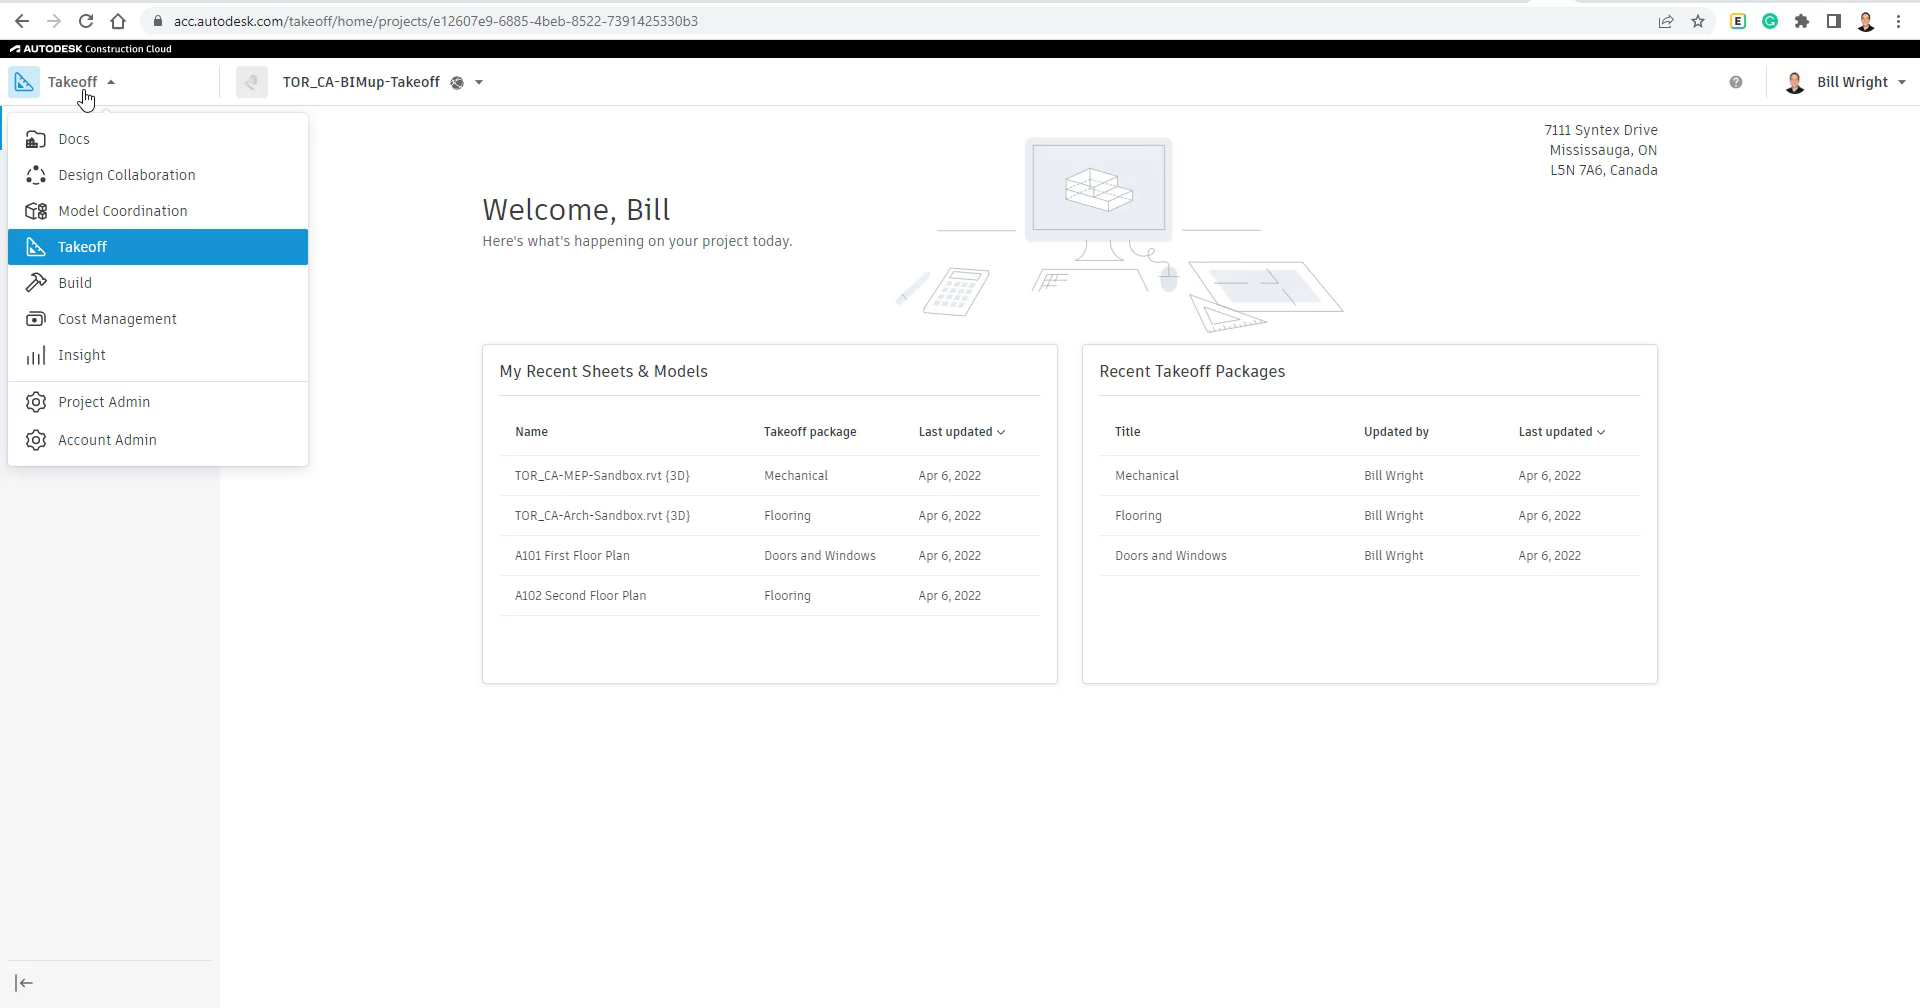 acc.autodesk.com/takeoff/home/projects/e12607e9-6885-4beb-8522-7391425330b3
E
AUTODESK Construction Cloud
Takeoff
TOR_CA-BIMup-Takeoff
Bill Wright
Docs
Design Collaboration
Model Coordination
Takeoff
Build
Cost Management
Insight
Project Admin
Account Admin
7111 Syntex Drive
Mississauga, ON
L5N 7A6, Canada
Welcome, Bill
Here's what's happening on your project today.
My Recent Sheets & Models
Name Takeoff package Last updated
TOR_CA-MEP-Sandbox.rvt {3D} Mechanical Apr 6, 2022
TOR_CA-Arch-Sandbox.rvt {3D} Flooring Apr 6, 2022
A101 First Floor Plan Doors and Windows Apr 6, 2022
A102 Second Floor Plan Flooring Apr 6, 2022
Recent Takeoff Packages
Title Updated by Last updated
Mechanical Bill Wright Apr 6, 2022
Flooring Bill Wright Apr 6, 2022
Doors and Windows Bill Wright Apr 6, 2022